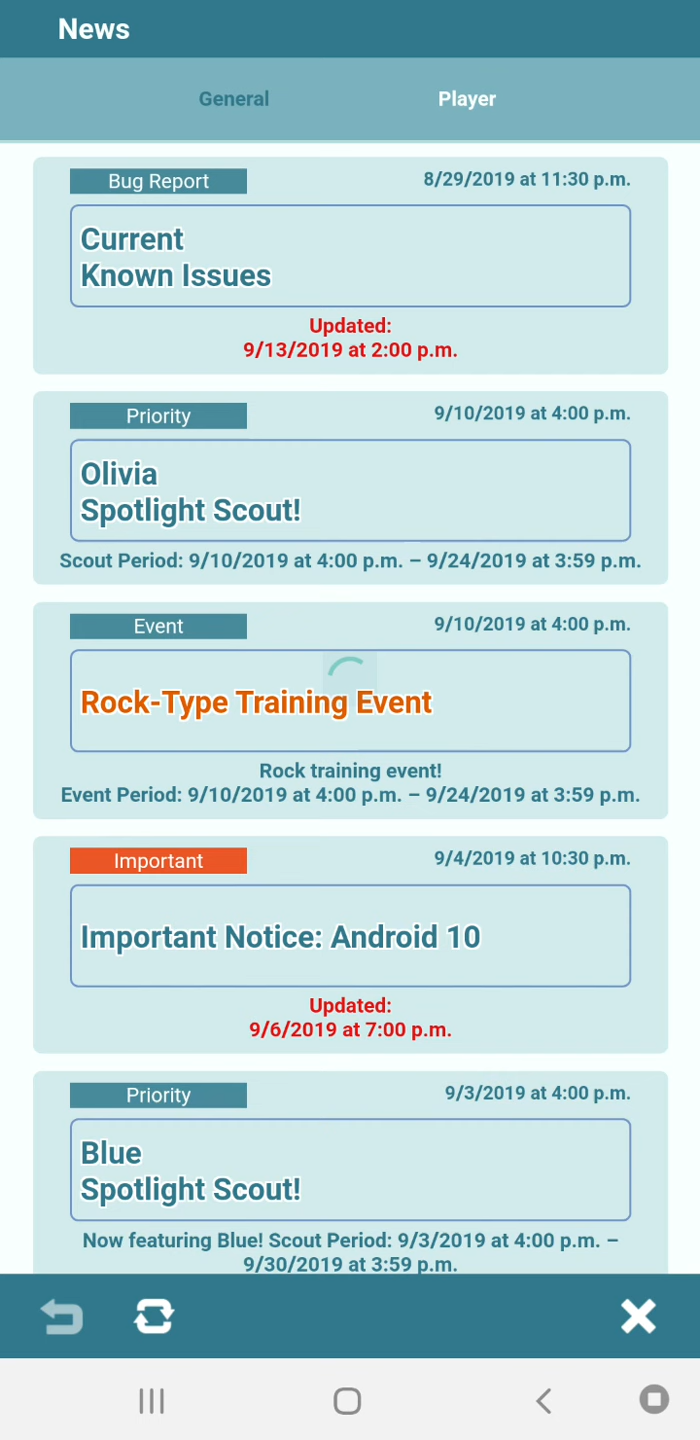 News
General
Player
Bug Report
8/29/2019 at 11:30 p.m.
Current
Known Issues
Updated:
9/13/2019 at 2:00 p.m.
Priority
9/10/2019 at 4:00 p.m.
Olivia
Spotlight Scout!
Scout Period: 9/10/2019 at 4:00 p.m. – 9/24/2019 at 3:59 p.m.
Event
9/10/2019 at 4:00 p.m.
Rock-Type Training Event
Rock training event!
Event Period: 9/10/2019 at 4:00 p.m. – 9/24/2019 at 3:59 p.m.
Important
9/4/2019 at 10:30 p.m.
Important Notice: Android 10
Updated:
9/6/2019 at 7:00 p.m.
Priority
9/3/2019 at 4:00 p.m.
Blue
Spotlight Scout!
Now featuring Blue! Scout Period: 9/3/2019 at 4:00 p.m. –
9/30/2019 at 3:59 p.m.